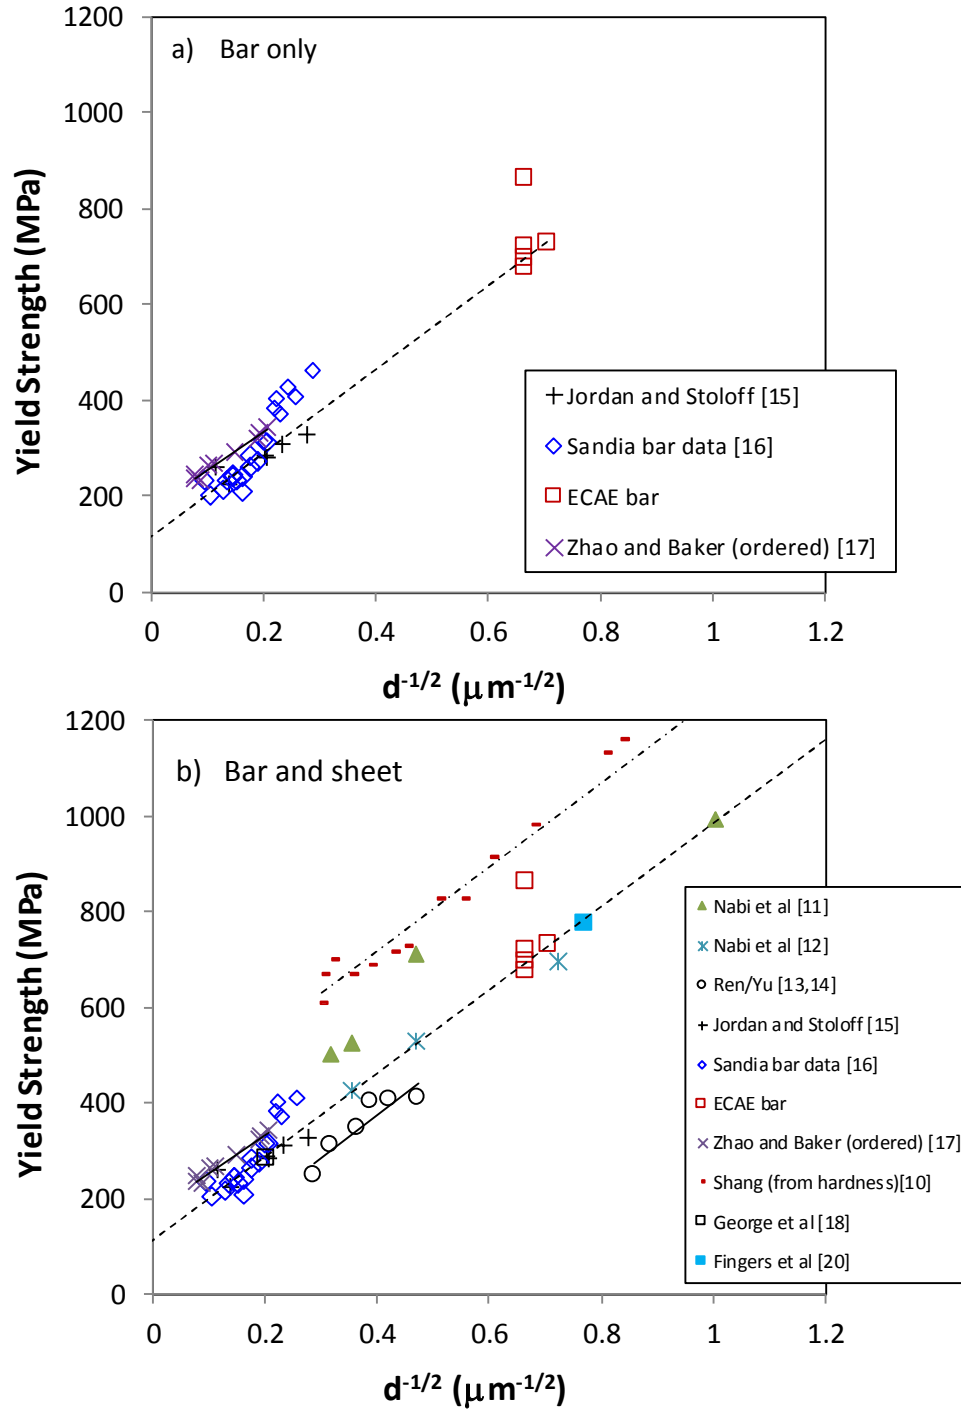 a) Bar only
1200
1000
800
600
400
200
0
Yield Strength (MPa)
Jordan and Stoloff [15]
Sandia bar data [16]
ECAE bar
Zhao and Baker (ordered) [17]
0 0.2 0.4 0.6 0.8 1 1.2
d-1/2 (μm-1/2)
b) Bar and sheet
1200
1000
800
600
400
200
0
Yield Strength (MPa)
Nabi et al [11]
Nabi et al [12]
Ren/Yu [13,14]
Jordan and Stoloff [15]
Sandia bar data [16]
ECAE bar
Zhao and Baker (ordered) [17]
Shang (from hardness)[10]
George et al [18]
Fingers et al [20]
0 0.2 0.4 0.6 0.8 1 1.2
d-1/2 (μm-1/2)